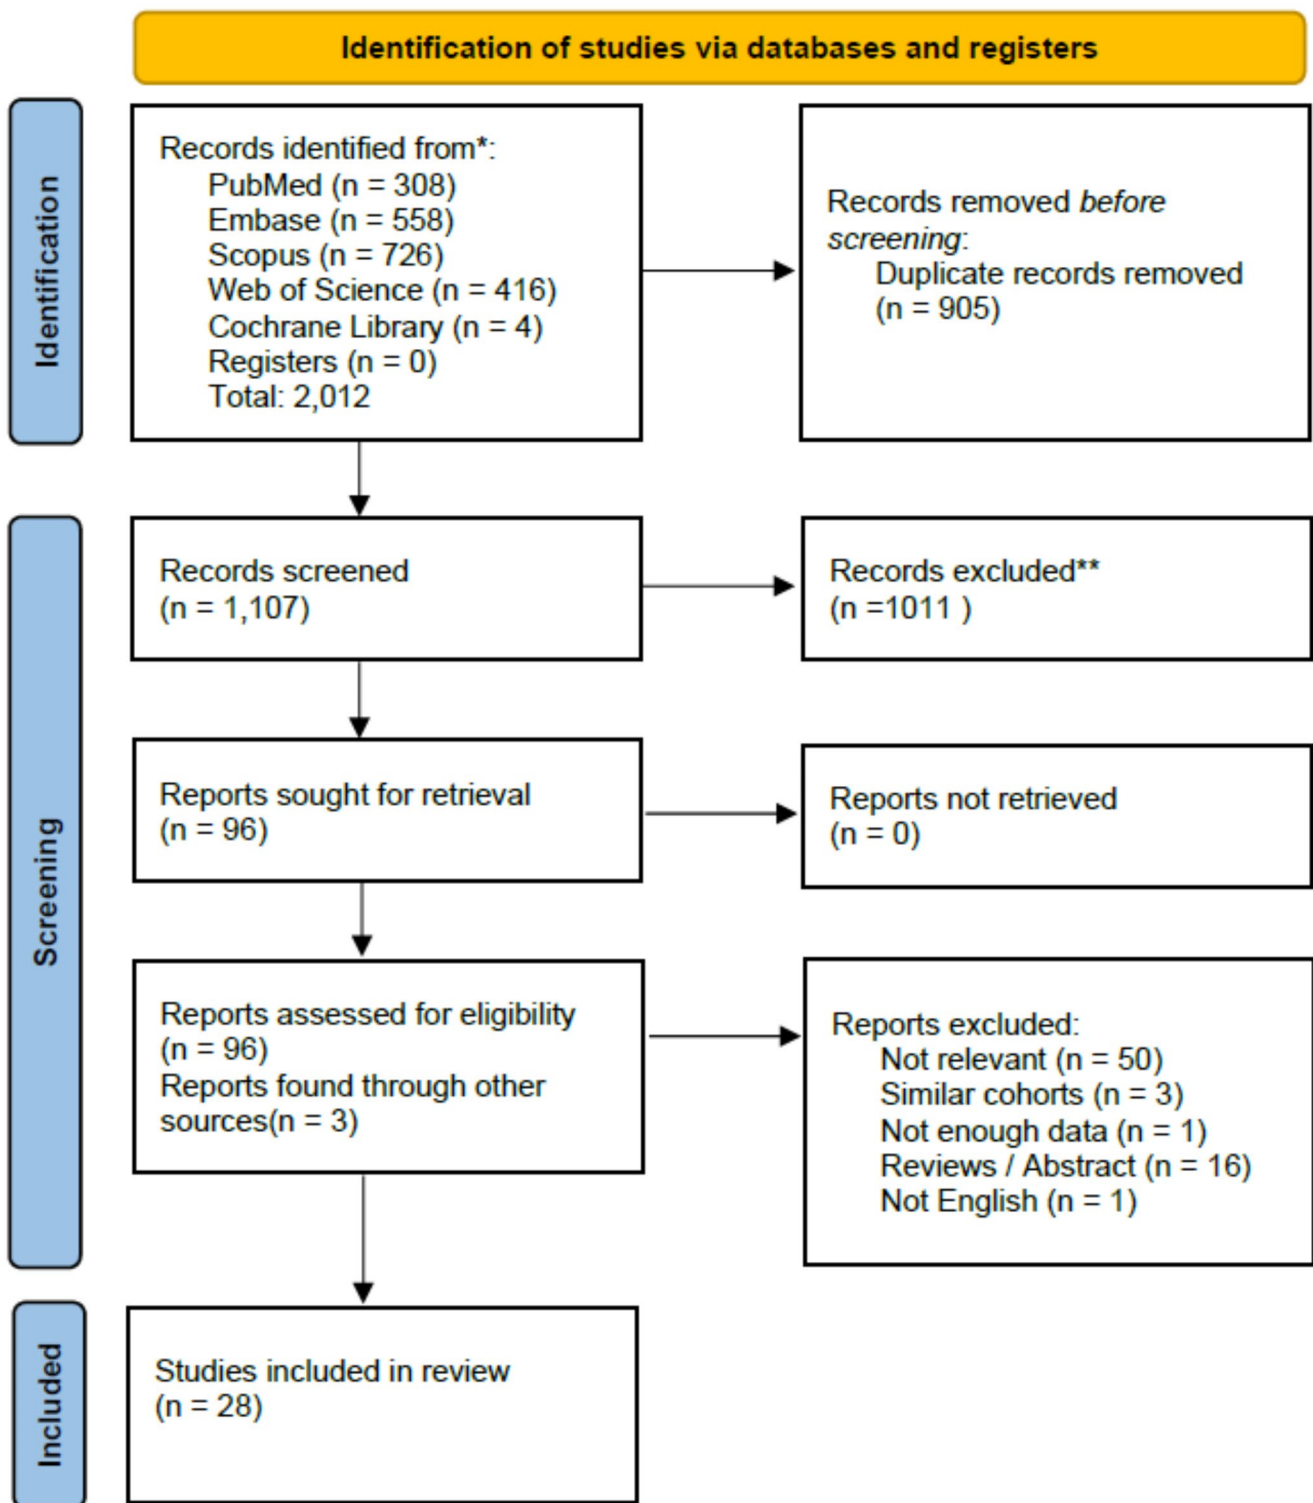 Identification of studies via databases and registers
Identification
Records identified from*:
PubMed (n = 308)
Embase (n = 558)
Scopus (n = 726)
Web of Science (n = 416)
Cochrane Library (n = 4)
Registers (n = 0)
Total: 2,012
Records removed before
screening:
Duplicate records removed
(n = 905)
Screening
Records screened
(n = 1,107)
Records excluded**
(n =1011 )
Reports sought for retrieval
(n = 96)
Reports not retrieved
(n = 0)
Reports assessed for eligibility
(n = 96)
Reports found through other
sources(n = 3)
Reports excluded:
Not relevant (n = 50)
Similar cohorts (n = 3)
Not enough data (n = 1)
Reviews / Abstract (n = 16)
Not English (n = 1)
Included
Studies included in review
(n = 28)